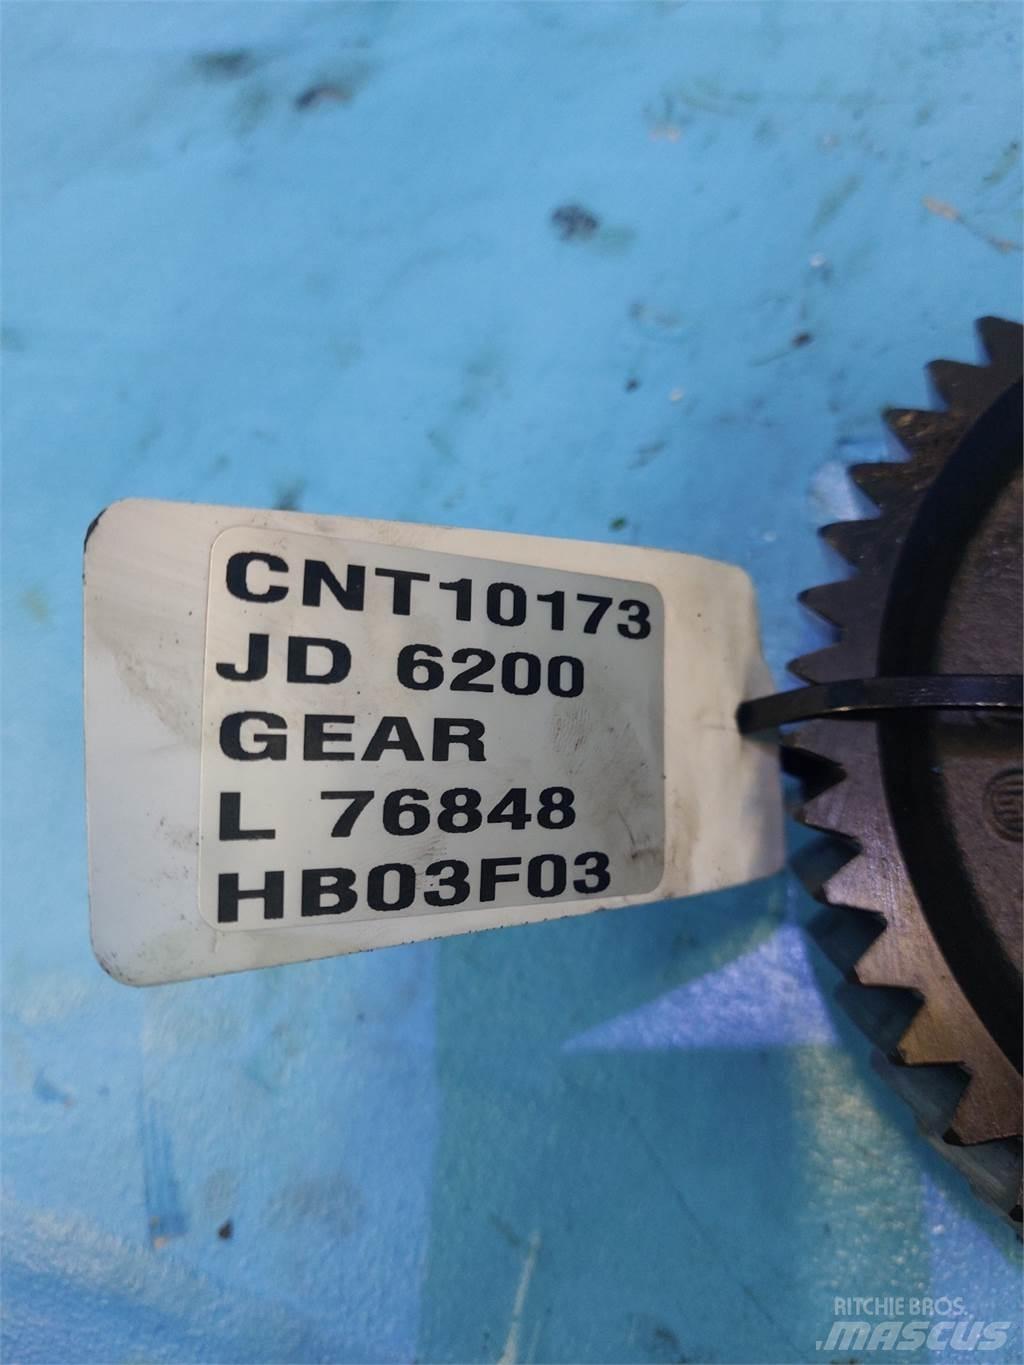 CNT10173
JD 6200
GEAR
L 76848
HB03F03
RITCHIE BROS.
MASCUS